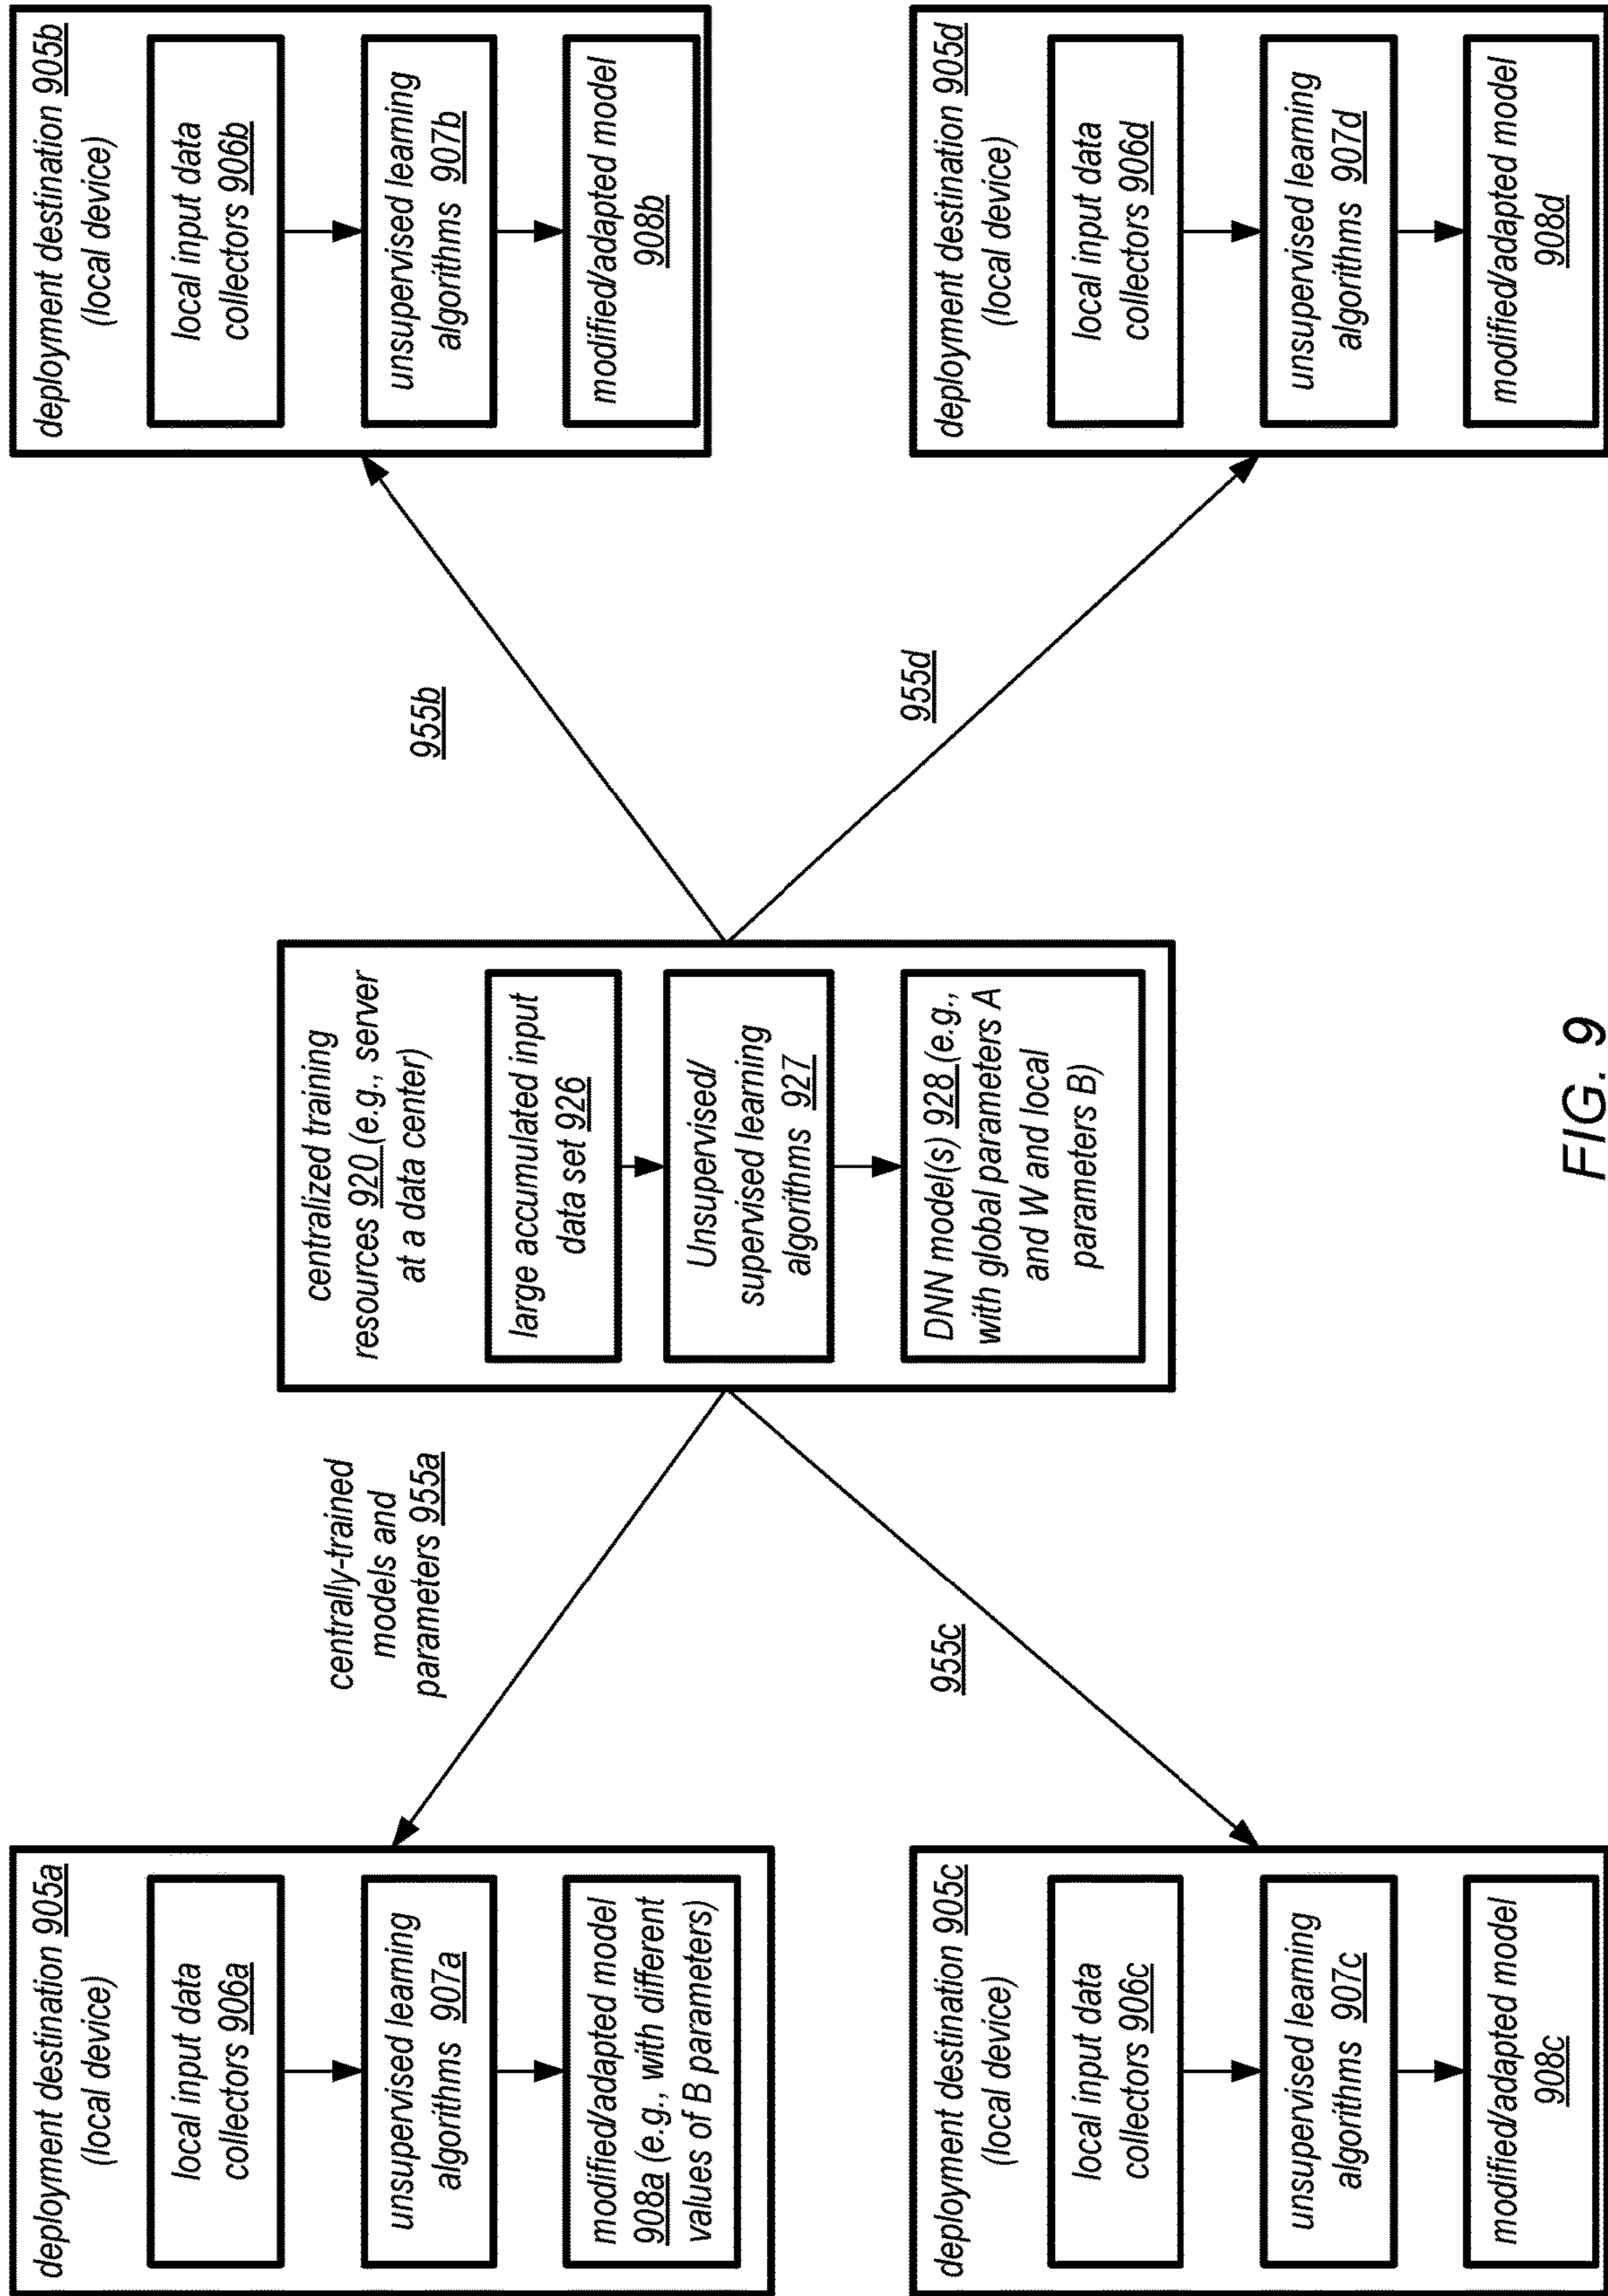 deployment destination 905a
(local device)
local input data
collectors 906a
unsupervised learning
algorithms 907a
modified/adapted model
908a (e.g., with different
values of B parameters)
centrally-trained
models and
parameters 955a
centralized training
resources 920 (e.g., server
at a data center)
large accumulated input
data set 926
Unsupervised/
supervised learning
algorithms 927
DNN model(s) 928 (e.g.,
with global parameters A
and W and local
parameters B)
955b
deployment destination 905b
(local device)
local input data
collectors 906b
unsupervised learning
algorithms 907b
modified/adapted model
908b
deployment destination 905c
(local device)
local input data
collectors 906c
unsupervised learning
algorithms 907c
modified/adapted model
908c
955c
955d
deployment destination 905d
(local device)
local input data
collectors 906d
unsupervised learning
algorithms 907d
modified/adapted model
908d
FIG. 9